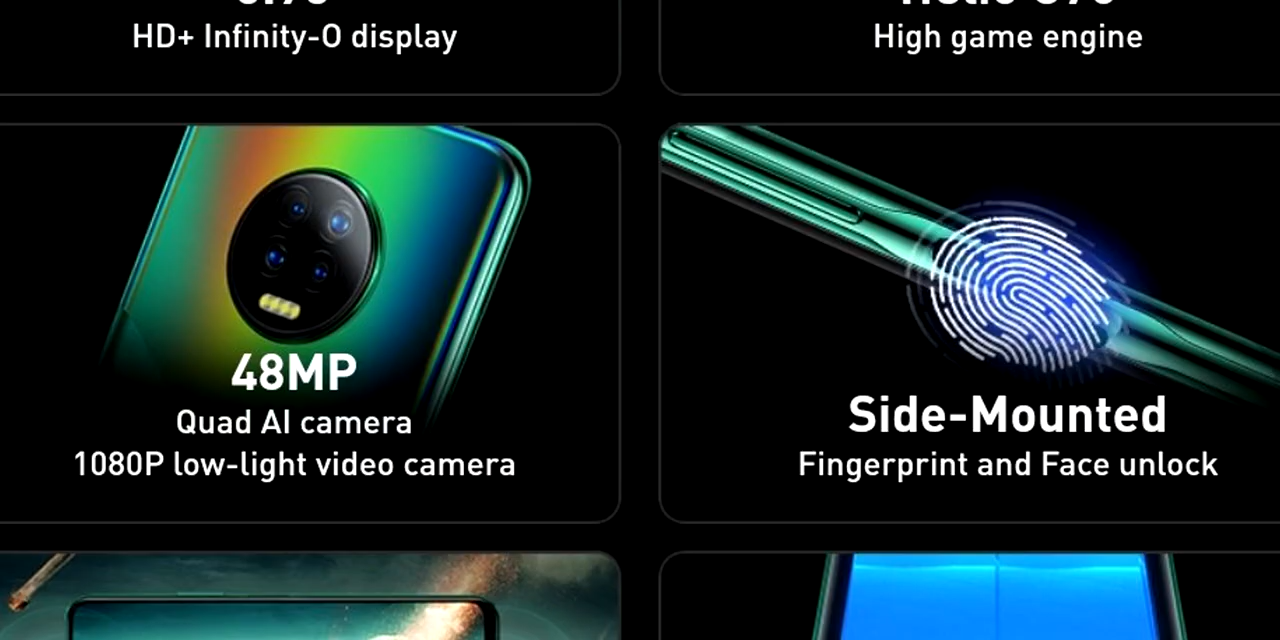 HD+ Infinity-O display
High game engine
48MP
Quad AI camera
1080P low-light video camera
Side-Mounted
Fingerprint and Face unlock